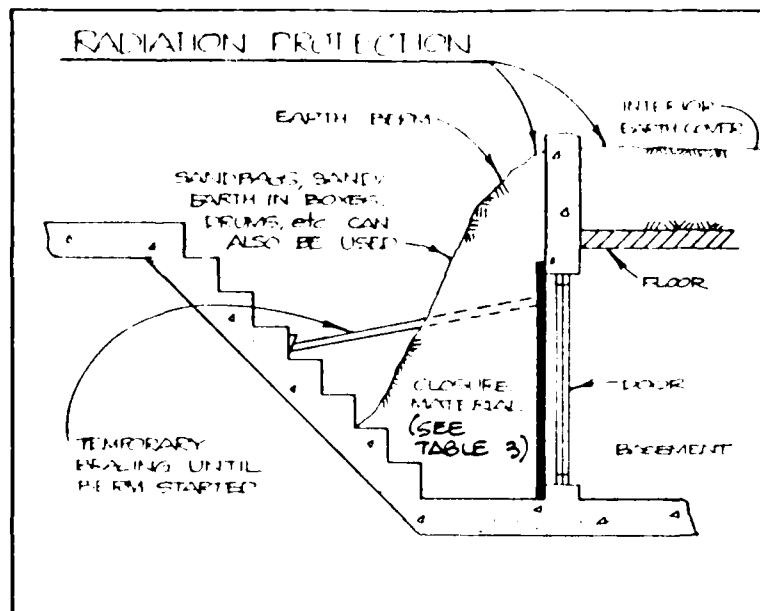 RADIATION PROTECTION
EARTH BERM
INTERIOR
EARTH COVER
SANDBAGS, SAND/
EARTH IN BOXES,
DRUMS, etc CAN
ALSO BE USED
FLOOR
CLOSURE
MATERIAL
(SEE
TABLE 3)
DOOR
BASEMENT
TEMPORARY
BRACING UNTIL
BERM STARTED